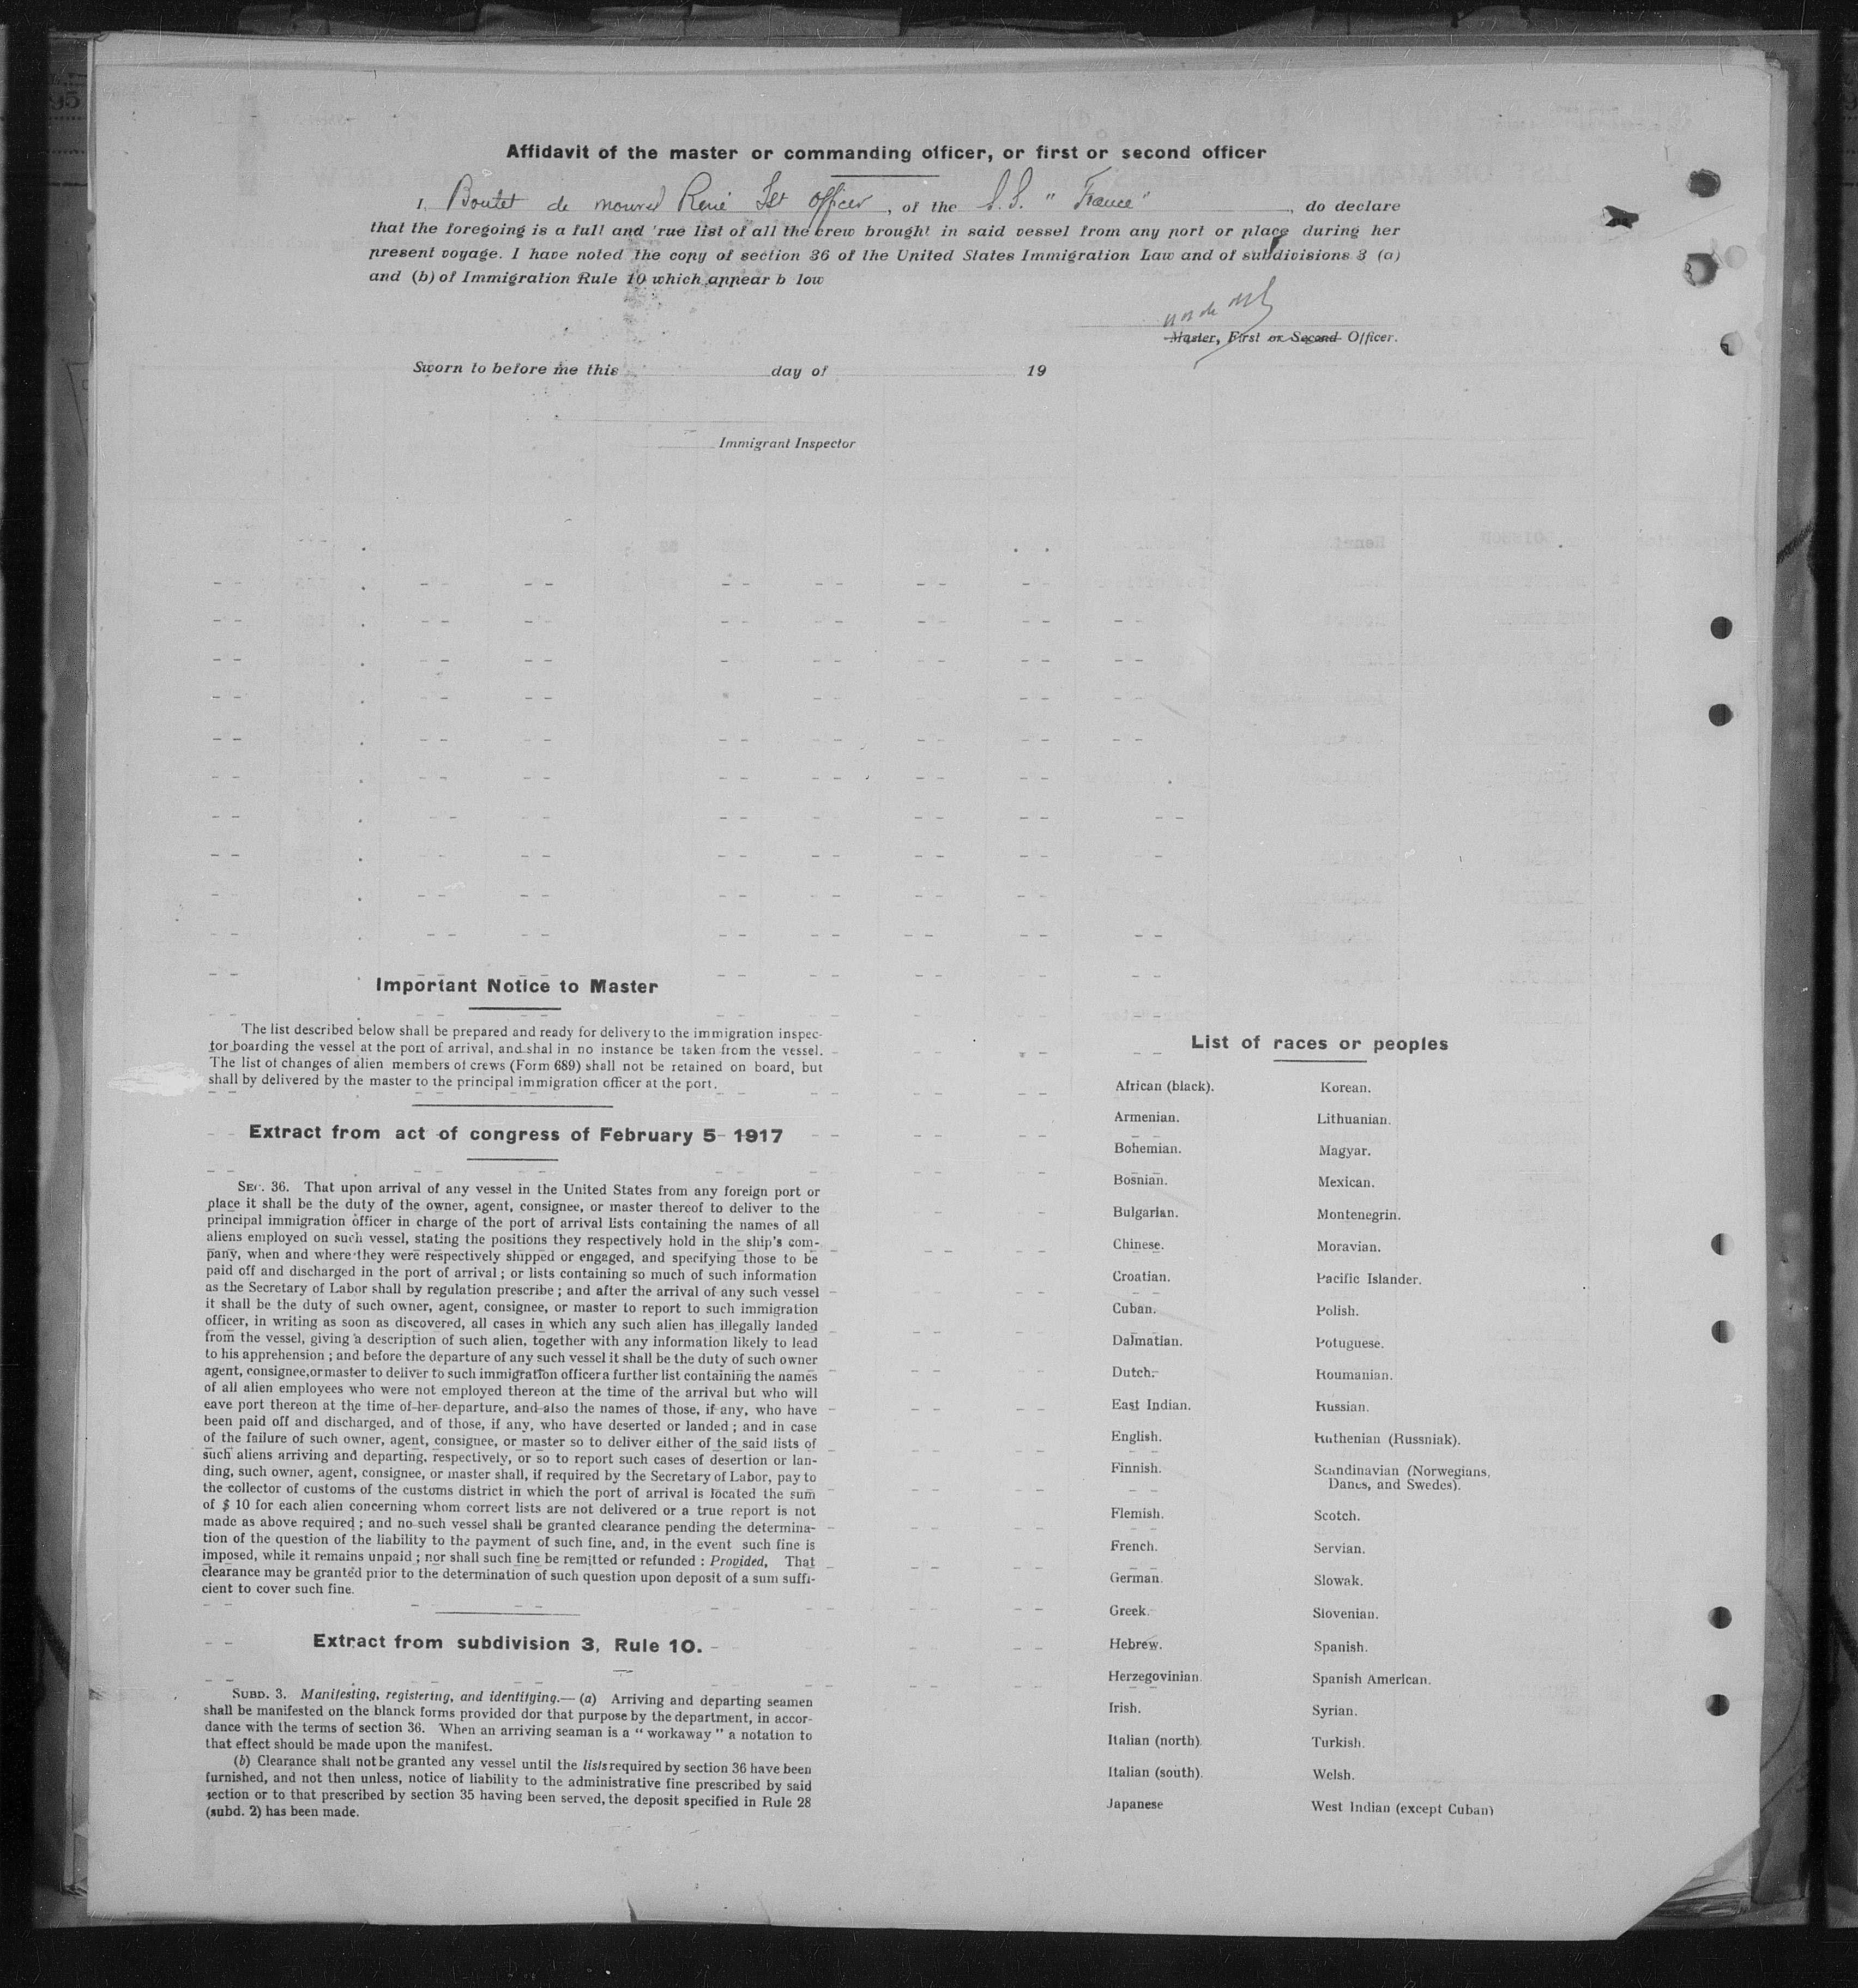 Affidavit of the master or commanding officer, or first or second officer
I, Boutet de Monvel René 1st Officer, of the S.S. "France", do declare
that the foregoing is a full and 'rue list of all the crew brought in said vessel from any port or place during her
present voyage. I have noted the copy of section 36 of the United States Immigration Law and of subdivisions 3 (a)
and (b) of Immigration Rule 10 which appear b low
Master, First or Second Officer.
Sworn to before me this day of 19
Immigrant Inspector
Important Notice to Master
The list described below shall be prepared and ready for delivery to the immigration inspec-
tor boarding the vessel at the port of arrival, and shal in no instance be taken from the vessel.
The list of changes of alien members of crews (Form 689) shall not be retained on board, but
shall by delivered by the master to the principal immigration officer at the port.
Extract from act of congress of February 5 1917
SEC. 36. That upon arrival of any vessel in the United States from any foreign port or
place it shall be the duty of the owner, agent, consignee, or master thereof to deliver to the
principal immigration officer in charge of the port of arrival lists containing the names of all
aliens employed on such vessel, stating the positions they respectively hold in the ship's com-
pany, when and where they were respectively shipped or engaged, and specifying those to be
paid off and discharged in the port of arrival ; or lists containing so much of such information
as the Secretary of Labor shall by regulation prescribe ; and after the arrival of any such vessel
it shall be the duty of such owner, agent, consignee, or master to report to such immigration
officer, in writing as soon as discovered, all cases in which any such alien has illegally landed
from the vessel, giving a description of such alien, together with any information likely to lead
to his apprehension ; and before the departure of any such vessel it shall be the duty of such owner
agent, consignee, or master to deliver to such immigration officer a further list containing the names
of all alien employees who were not employed thereon at the time of the arrival but who will
eave port thereon at the time of her departure, and also the names of those, if any, who have
been paid off and discharged, and of those, if any, who have deserted or landed ; and in case
of the failure of such owner, agent, consignee, or master so to deliver either of the said lists of
such aliens arriving and departing, respectively, or so to report such cases of desertion or lan-
ding, such owner, agent, consignee, or master shall, if required by the Secretary of Labor, pay to
the collector of customs of the customs district in which the port of arrival is located the sum
of $ 10 for each alien concerning whom correct lists are not delivered or a true report is not
made as above required ; and no such vessel shall be granted clearance pending the determina-
tion of the question of the liability to the payment of such fine, and, in the event such fine is
imposed, while it remains unpaid ; nor shall such fine be remitted or refunded : Provided, That
clearance may be granted prior to the determination of such question upon deposit of a sum suffi-
cient to cover such fine.
Extract from subdivision 3, Rule 10.
SUBD. 3. Manifesting, registering, and identifying.— (a) Arriving and departing seamen
shall be manifested on the blanck forms provided dor that purpose by the department, in accor-
dance with the terms of section 36. When an arriving seaman is a " workaway " a notation to
that effect should be made upon the manifest.
(b) Clearance shall not be granted any vessel until the lists required by section 36 have been
furnished, and not then unless, notice of liability to the administrative fine prescribed by said
section or to that prescribed by section 35 having been served, the deposit specified in Rule 28
(subd. 2) has been made.
List of races or peoples
African (black).
Armenian.
Bohemian.
Bosnian.
Bulgarian.
Chinese.
Croatian.
Cuban.
Dalmatian.
Dutch.
East Indian.
English.
Finnish.
Flemish.
French.
German.
Greek.
Hebrew.
Herzegovinian.
Irish.
Italian (north).
Italian (south).
Japanese
Korean.
Lithuanian.
Magyar.
Mexican.
Montenegrin.
Moravian.
Pacific Islander.
Polish.
Potuguese.
Roumanian.
Russian.
Ruthenian (Russniak).
Scandinavian (Norwegians,
Danes, and Swedes).
Scotch.
Servian.
Slowak.
Slovenian.
Spanish.
Spanish American.
Syrian.
Turkish.
Welsh.
West Indian (except Cuban)